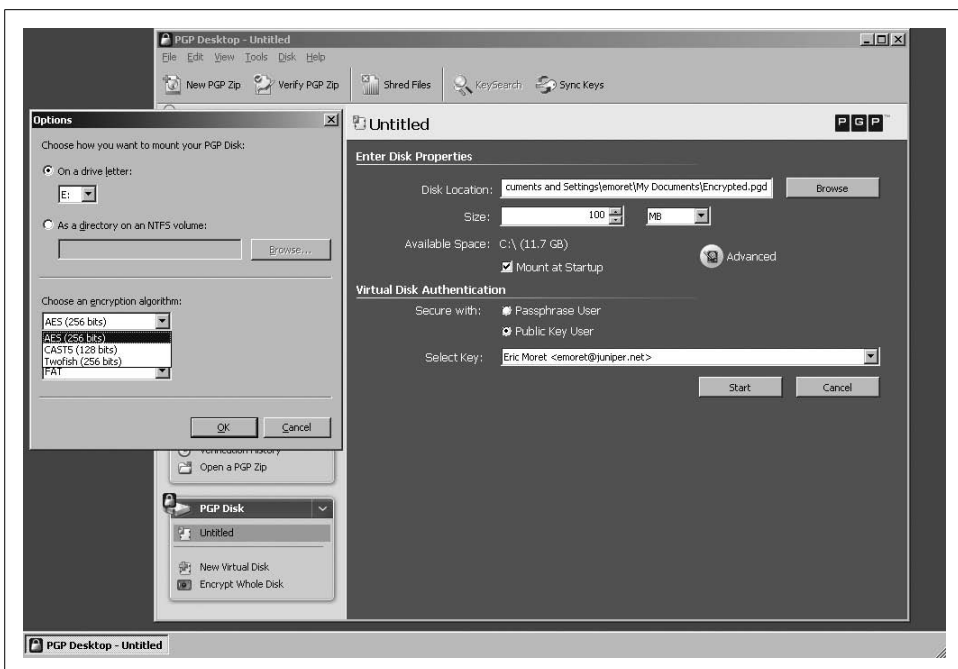 PGP Desktop - Untitled
File Edit View Tools Disk Help
New PGP Zip Verify PGP Zip Shred Files KeySearch Sync Keys
Options
Choose how you want to mount your PGP Disk:
On a drive letter:
E:
As a directory on an NTFS volume:
Browse...
Choose an encryption algorithm:
AES (256 bits)
AES (256 bits)
CAST5 (128 bits)
Twofish (256 bits)
FAT
OK Cancel
Untitled
PGP
Enter Disk Properties
Disk Location: cuments and Settings\emoret\My Documents\Encrypted.pgd Browse
Size: 100 MB
Available Space: C:\ (11.7 GB)
Advanced
Mount at Startup
Virtual Disk Authentication
Secure with: Passphrase User
Public Key User
Select Key: Eric Moret <emoret@juniper.net>
Start Cancel
Verification History
Open a PGP Zip
PGP Disk
Untitled
New Virtual Disk
Encrypt Whole Disk
PGP Desktop - Untitled